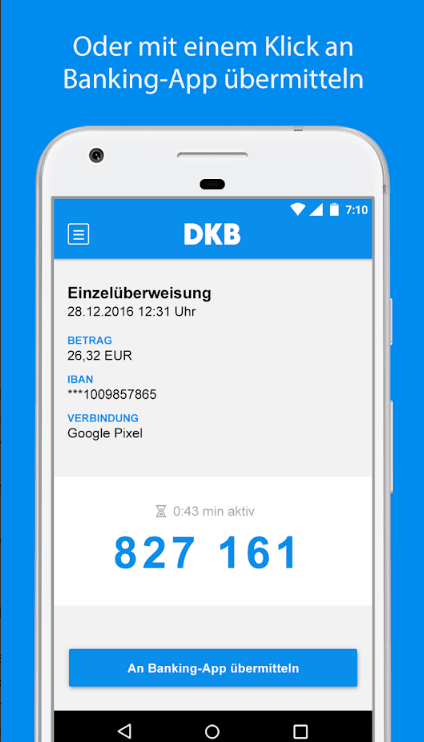 Oder mit einem Klick an
Banking-App übermitteln
7:10
DKB
Einzelüberweisung
28.12.2016 12:31 Uhr
BETRAG
26,32 EUR
IBAN
***1009857865
VERBINDUNG
Google Pixel
0:43 min aktiv
827 161
An Banking-App übermitteln